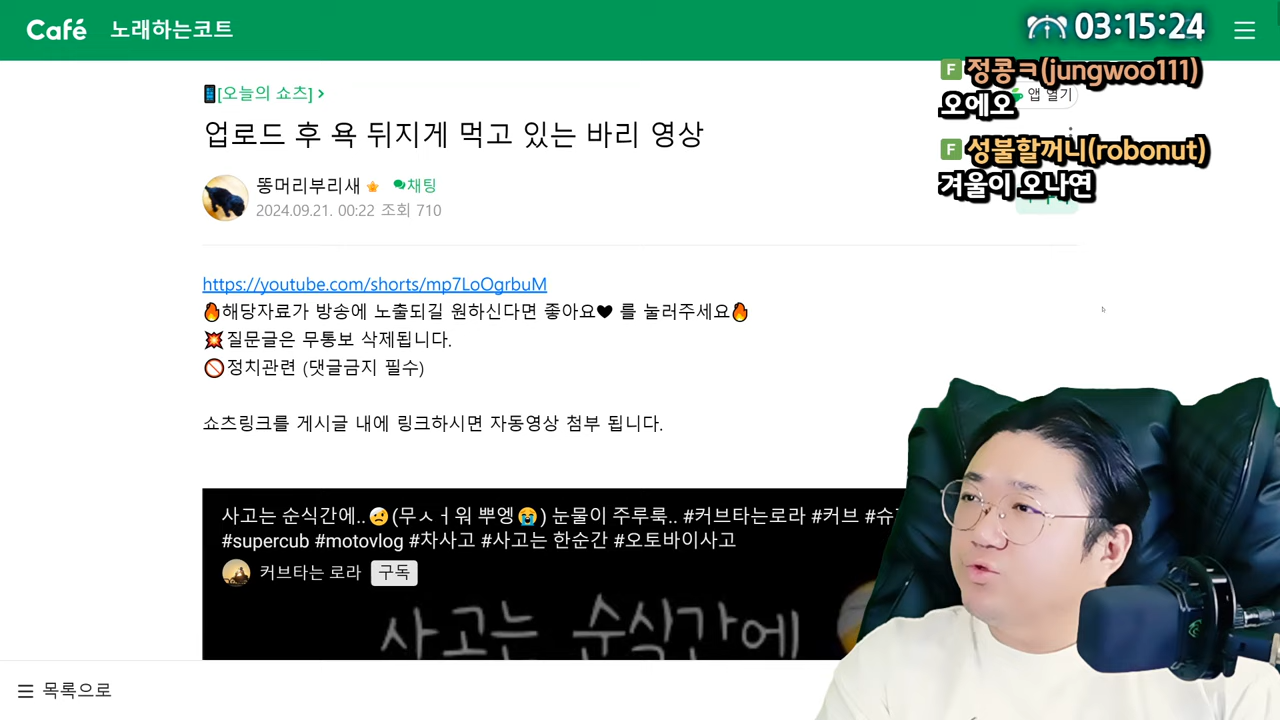 Café 노래하는코트
03:15:24
정콩ㅋ(jungwoo111)
오에오
성불할꺼니(robonut)
겨울이 오나연
앱 열기
[오늘의 쇼츠]
업로드 후 욕 뒤지게 먹고 있는 바리 영상
똥머리부리새 채팅
2024.09.21. 00:22 조회 710
https://youtube.com/shorts/mp7LoOgrbuM
🔥해당자료가 방송에 노출되길 원하신다면 좋아요🖤 를 눌러주세요🔥
💥질문글은 무통보 삭제됩니다.
🚫정치관련 (댓글금지 필수)
쇼츠링크를 게시글 내에 링크하시면 자동영상 첨부 됩니다.
사고는 순식간에..🤕(무ㅅㅓ워 뿌엥😭) 눈물이 주루룩.. #커브타는로라 #커브
#supercub #motovlog #차사고 #사고는 한순간 #오토바이사고
커브타는 로라 구독
사고는 순식간에
목록으로